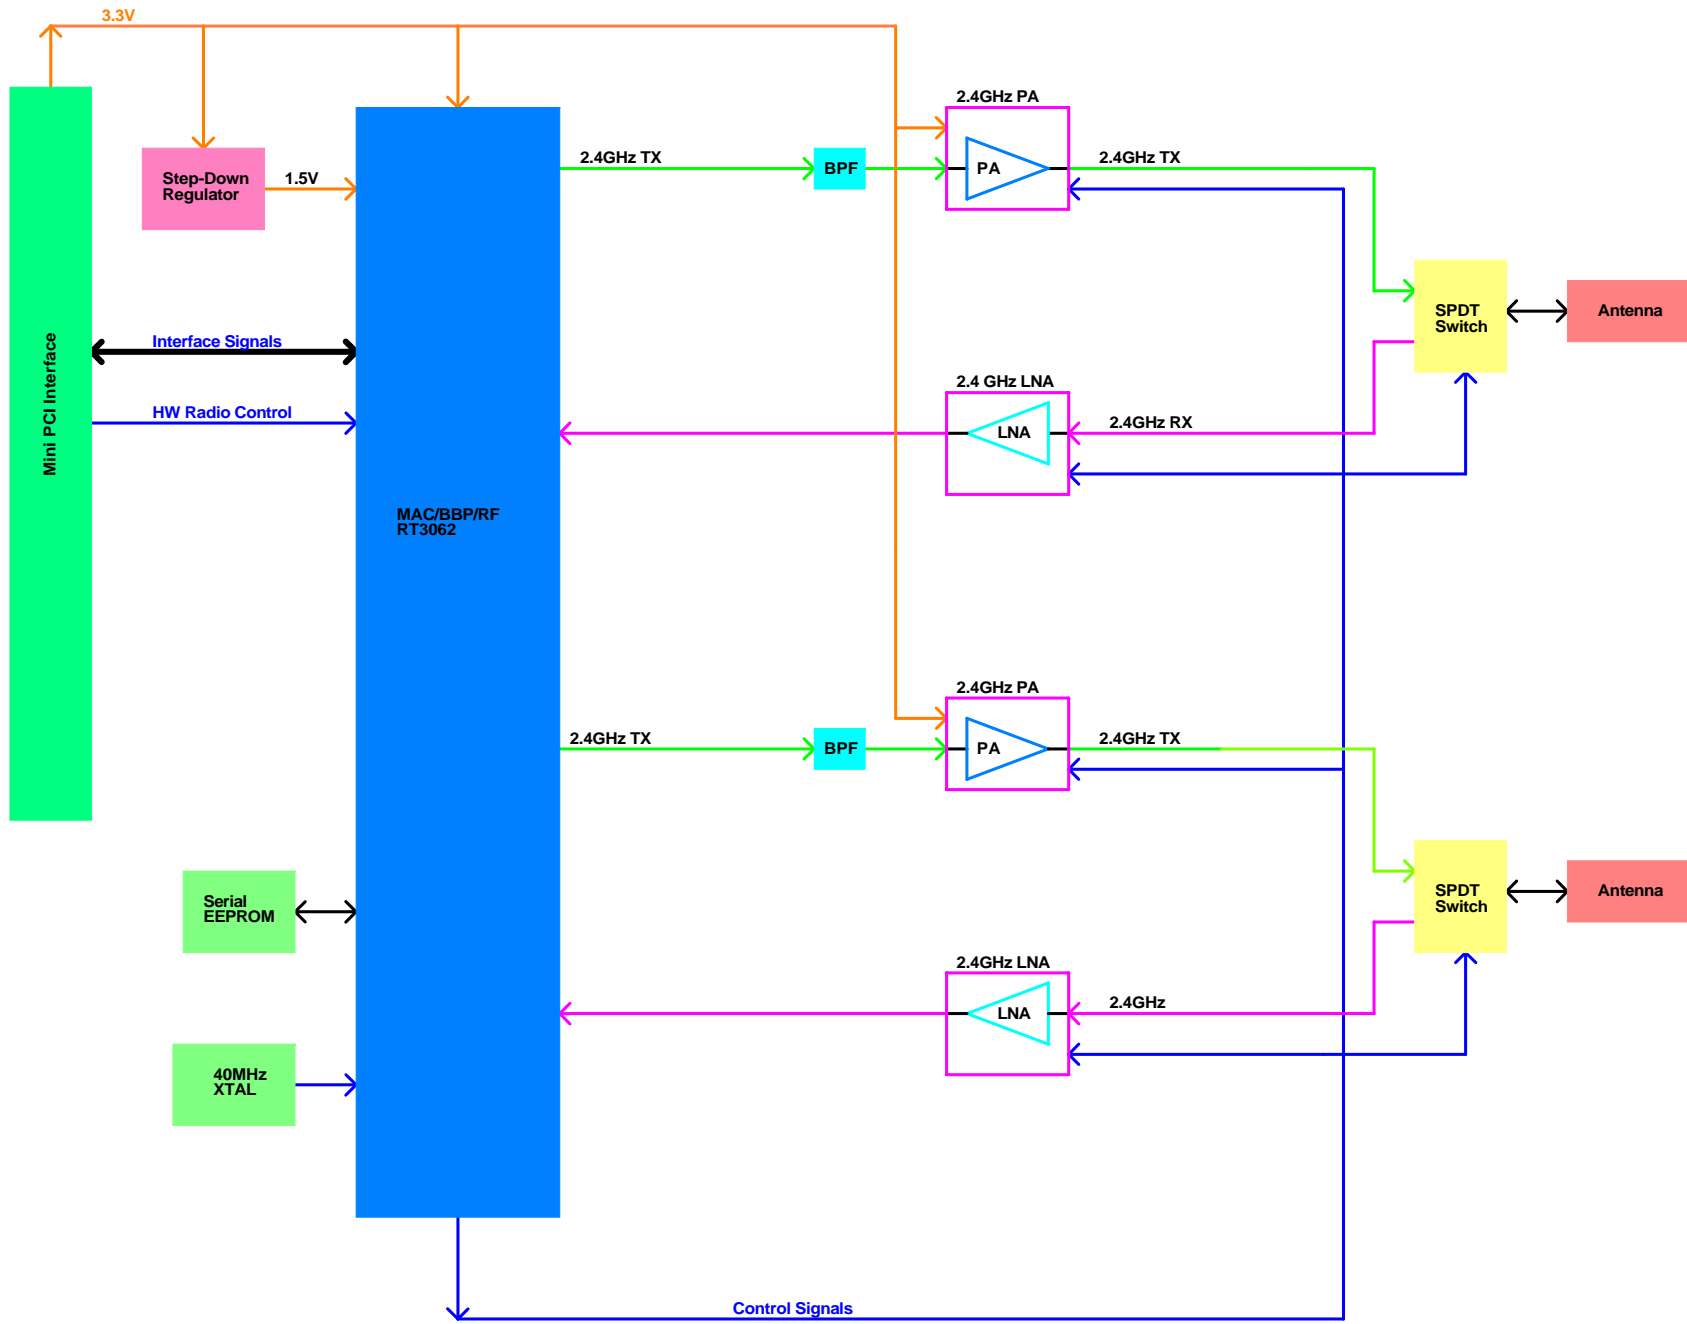 3.3V
2.4GHz PA
2.4GHz TX
BPF
PA
2.4GHz TX
Step-Down
Regulator
1.5V
SPDT
Switch
Antenna
Interface Signals
Mini PCI Interface
HW Radio Control
2.4 GHz LNA
LNA
2.4GHz RX
MAC/BBP/RF
RT3062
2.4GHz PA
2.4GHz TX
BPF
PA
2.4GHz TX
SPDT
Switch
Antenna
Serial
EEPROM
2.4GHz LNA
LNA
2.4GHz
40MHz
XTAL
Control Signals